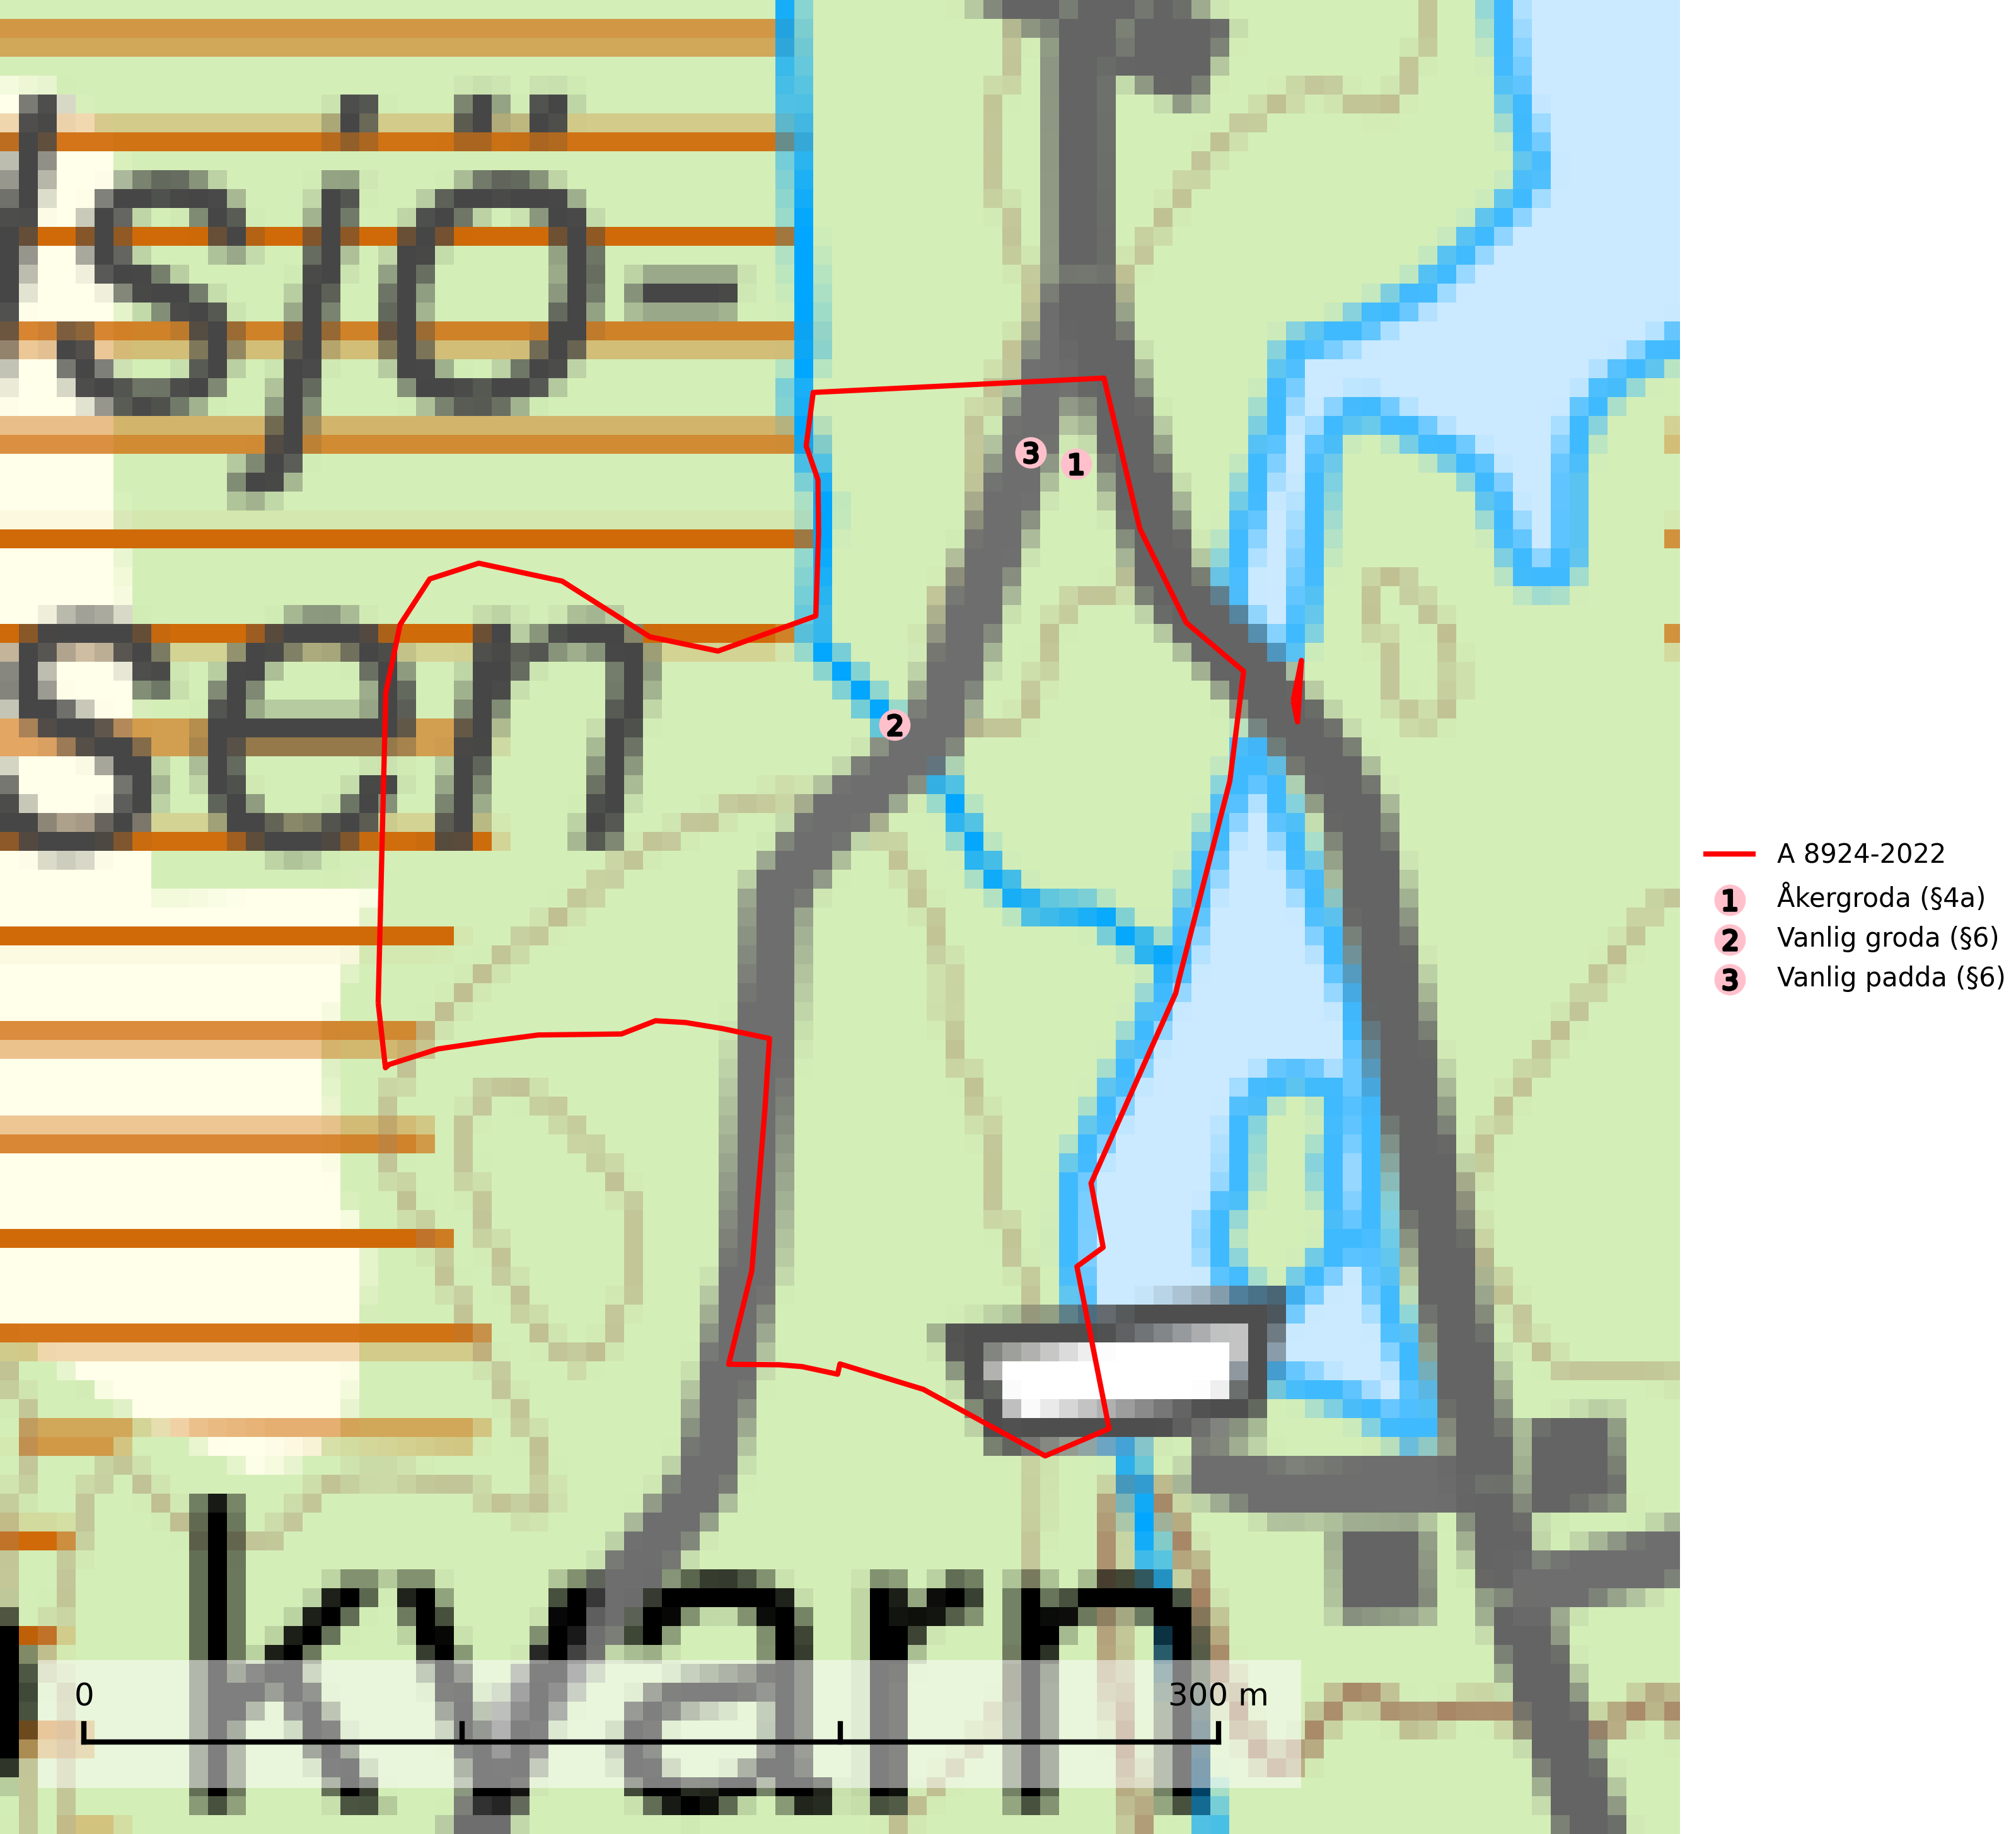 sjö-
sen
kvarn
0
300 m
A 8924-2022
1 Åkergroda (§4a)
2 Vanlig groda (§6)
3 Vanlig padda (§6)
3
1
2